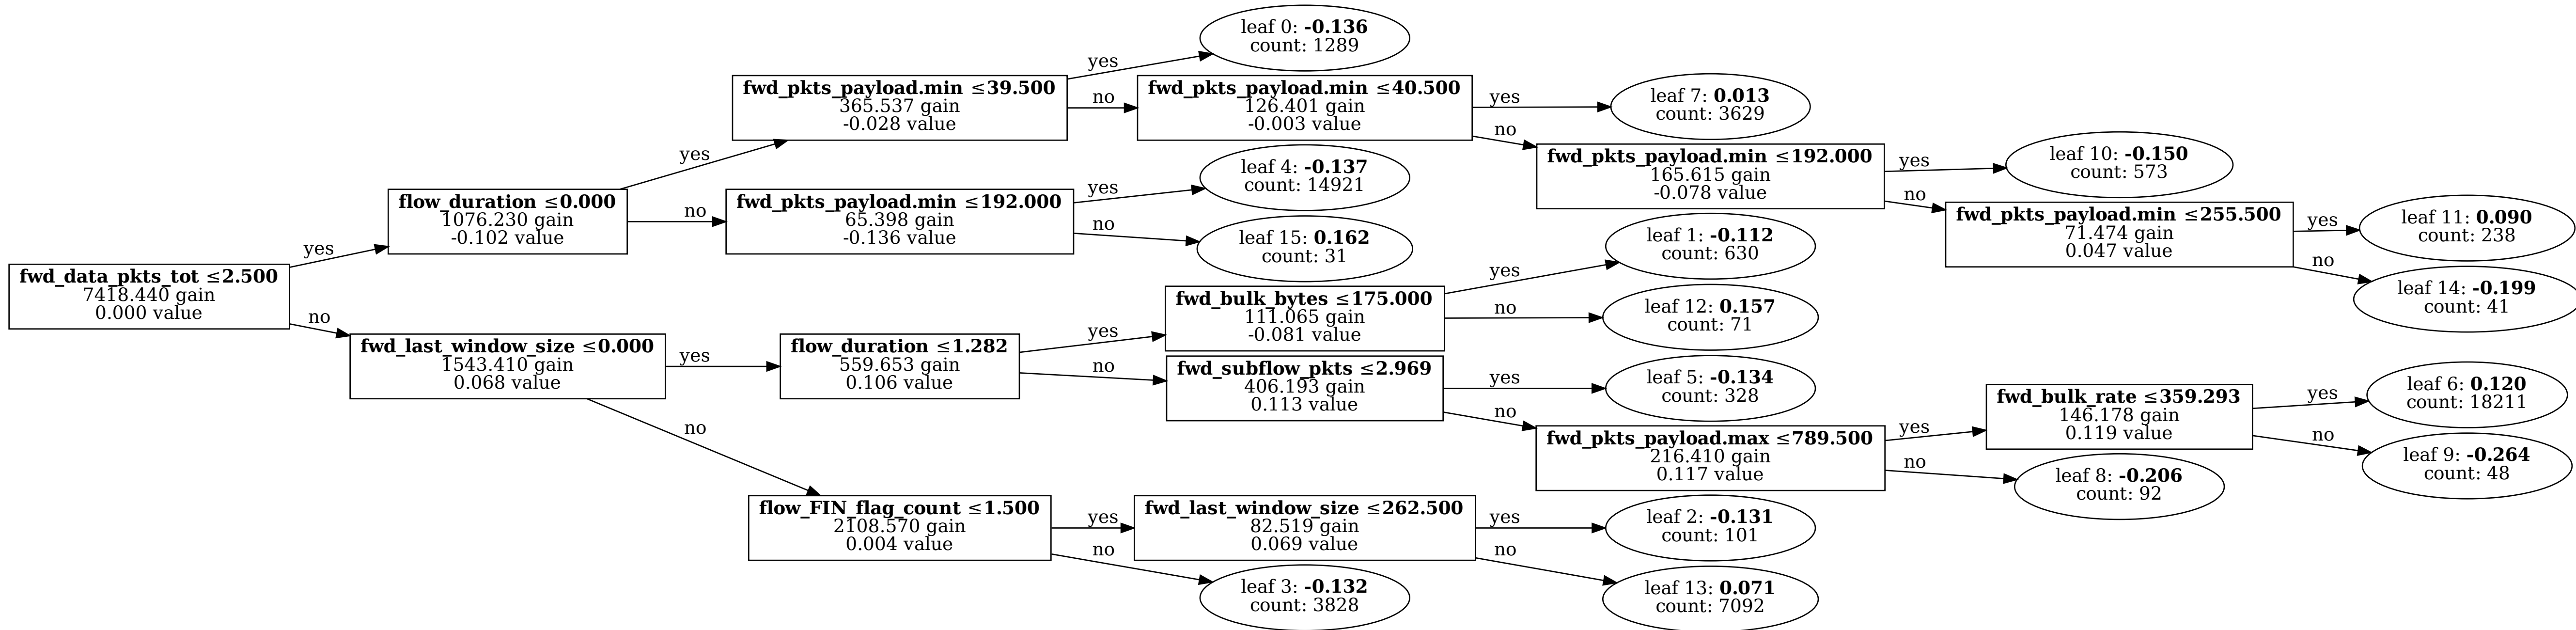 leaf 0: -0.136
count: 1289
yes
fwd_pkts_payload.min ≤39.500
365.537 gain
-0.028 value
no
fwd_pkts_payload.min ≤40.500
126.401 gain
-0.003 value
yes
leaf 7: 0.013
count: 3629
no
fwd_pkts_payload.min ≤192.000
165.615 gain
-0.078 value
yes
leaf 10: -0.150
count: 573
no
fwd_pkts_payload.min ≤255.500
71.474 gain
0.047 value
yes
leaf 11: 0.090
count: 238
no
leaf 14: -0.199
count: 41
yes
flow_duration ≤0.000
1076.230 gain
-0.102 value
no
fwd_pkts_payload.min ≤192.000
65.398 gain
-0.136 value
yes
leaf 4: -0.137
count: 14921
no
leaf 15: 0.162
count: 31
yes
fwd_data_pkts_tot ≤2.500
7418.440 gain
0.000 value
no
fwd_last_window_size ≤0.000
1543.410 gain
0.068 value
yes
flow_duration ≤1.282
559.653 gain
0.106 value
yes
fwd_bulk_bytes ≤175.000
111.065 gain
-0.081 value
yes
leaf 1: -0.112
count: 630
no
leaf 12: 0.157
count: 71
no
fwd_subflow_pkts ≤2.969
406.193 gain
0.113 value
yes
leaf 5: -0.134
count: 328
no
fwd_pkts_payload.max ≤789.500
216.410 gain
0.117 value
yes
fwd_bulk_rate ≤359.293
146.178 gain
0.119 value
yes
leaf 6: 0.120
count: 18211
no
leaf 9: -0.264
count: 48
no
leaf 8: -0.206
count: 92
no
flow_FIN_flag_count ≤1.500
2108.570 gain
0.004 value
yes
fwd_last_window_size ≤262.500
82.519 gain
0.069 value
yes
leaf 2: -0.131
count: 101
no
leaf 13: 0.071
count: 7092
no
leaf 3: -0.132
count: 3828